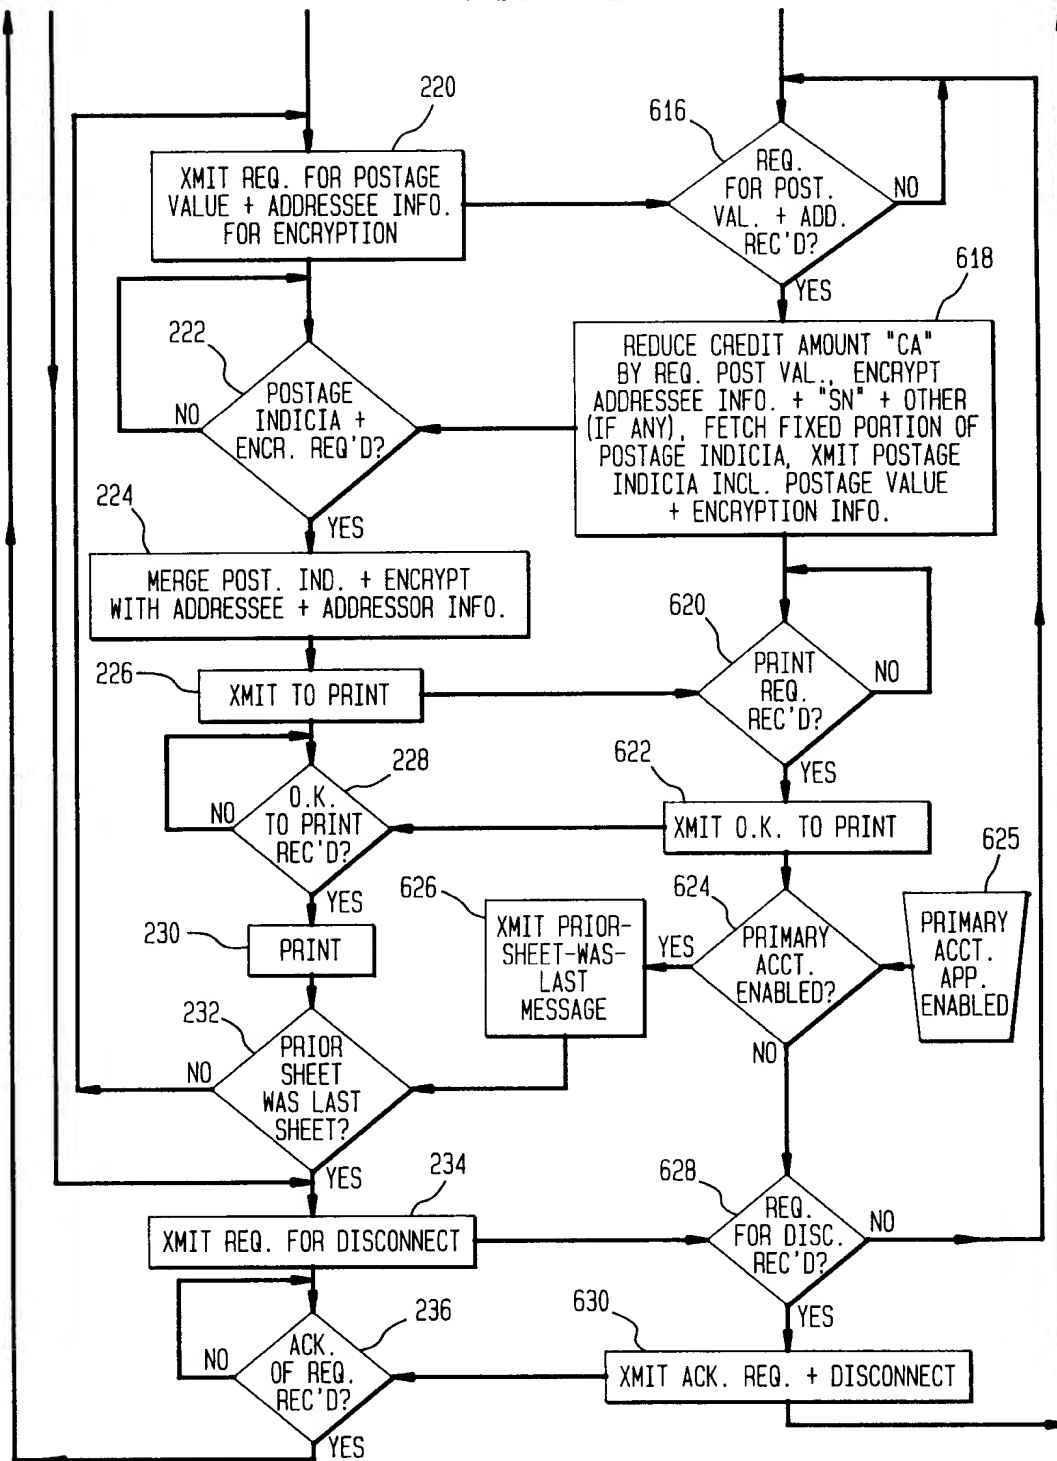 220
XMIT REQ. FOR POSTAGE
VALUE + ADDRESSEE INFO.
FOR ENCRYPTION
616
REQ.
FOR POST.
VAL. + ADD.
REC'D?
NO
YES
618
REDUCE CREDIT AMOUNT "CA"
BY REQ. POST VAL., ENCRYPT
ADDRESSEE INFO. + "SN" + OTHER
(IF ANY), FETCH FIXED PORTION OF
POSTAGE INDICIA, XMIT POSTAGE
INDICIA INCL. POSTAGE VALUE
+ ENCRYPTION INFO.
222
POSTAGE
INDICIA +
ENCR. REQ'D?
NO
YES
224
MERGE POST. IND. + ENCRYPT
WITH ADDRESSEE + ADDRESSOR INFO.
620
PRINT
REQ.
REC'D?
NO
YES
226
XMIT TO PRINT
228
O.K.
TO PRINT
REC'D?
NO
YES
622
XMIT O.K. TO PRINT
624
PRIMARY
ACCT.
ENABLED?
YES
NO
625
PRIMARY
ACCT.
APP.
ENABLED
626
XMIT PRIOR-
SHEET-WAS-
LAST
MESSAGE
230
PRINT
232
PRIOR
SHEET
WAS LAST
SHEET?
NO
YES
234
XMIT REQ. FOR DISCONNECT
628
REQ.
FOR DISC.
REC'D?
NO
YES
236
ACK.
OF REQ.
REC'D?
NO
YES
630
XMIT ACK. REQ. + DISCONNECT